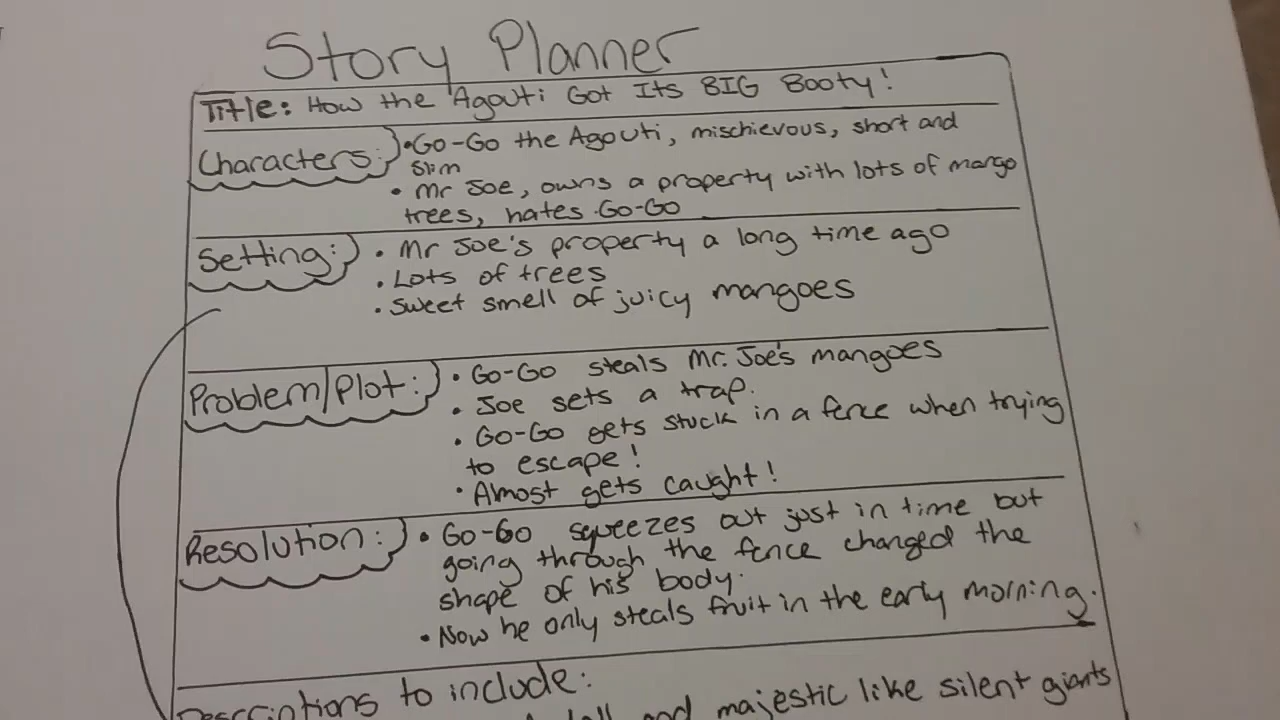 Story Planner
Title: How the Agouti Got Its BIG Booty!
Characters: • Go-Go the Agouti, mischievous, short and
slim
• Mr Joe, owns a property with lots of mango
trees, hates Go-Go
Setting: • Mr Joe's property a long time ago
• Lots of trees
• Sweet smell of juicy mangoes
Problem/Plot: • Go-Go steals Mr. Joe's mangoes
• Joe sets a trap.
• Go-Go gets stuck in a fence when trying
to escape!
• Almost gets caught!
Resolution: • Go-Go squeezes out just in time but
going through the fence changed the
shape of his body.
• Now he only steals fruit in the early morning.
Descriptions to include:
tall and majestic like silent giants